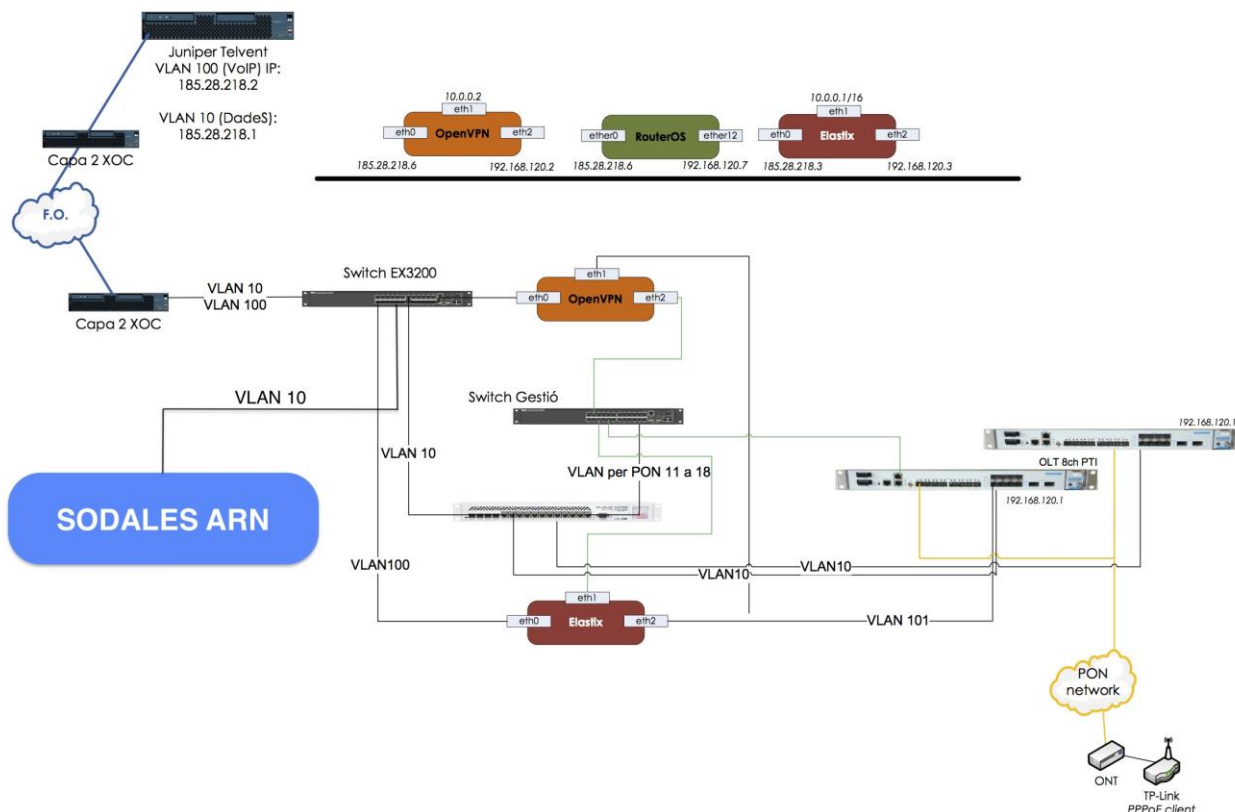 Juniper Telvent
VLAN 100 (VoIP) IP:
185.28.218.2
VLAN 10 (DadeS):
185.28.218.1
Capa 2 XOC
F.O.
Capa 2 XOC
10.0.0.2
eth1
eth0
OpenVPN
eth2
185.28.218.6
192.168.120.2
ether0
RouterOS
ether12
185.28.218.6
192.168.120.7
10.0.0.1/16
eth1
eth0
Elastix
eth2
185.28.218.3
192.168.120.3
VLAN 10
VLAN 100
Switch EX3200
eth1
eth0
OpenVPN
eth2
VLAN 10
Switch Gestió
VLAN 10
VLAN per PON 11 a 18
192.168.120.1
OLT 8ch PTI
192.168.120.1
SODALES ARN
VLAN100
VLAN10
VLAN10
eth1
eth0
Elastix
eth2
VLAN 101
PON
network
ONT
TP-Link
PPPoE client